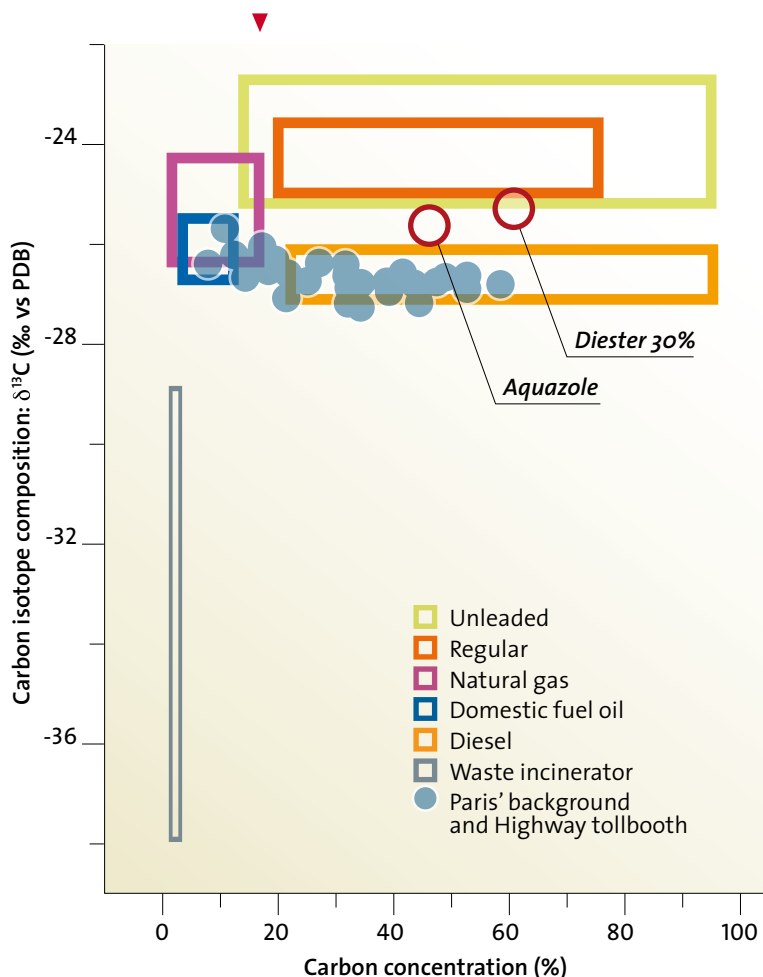 -24
-28
-32
-36
Carbon isotope composition: δ¹³C (‰ vs PDB)
Diester 30%
Aquazole
Unleaded
Regular
Natural gas
Domestic fuel oil
Diesel
Waste incinerator
Paris’ background
and Highway tollbooth
0 20 40 60 80 100
Carbon concentration (%)